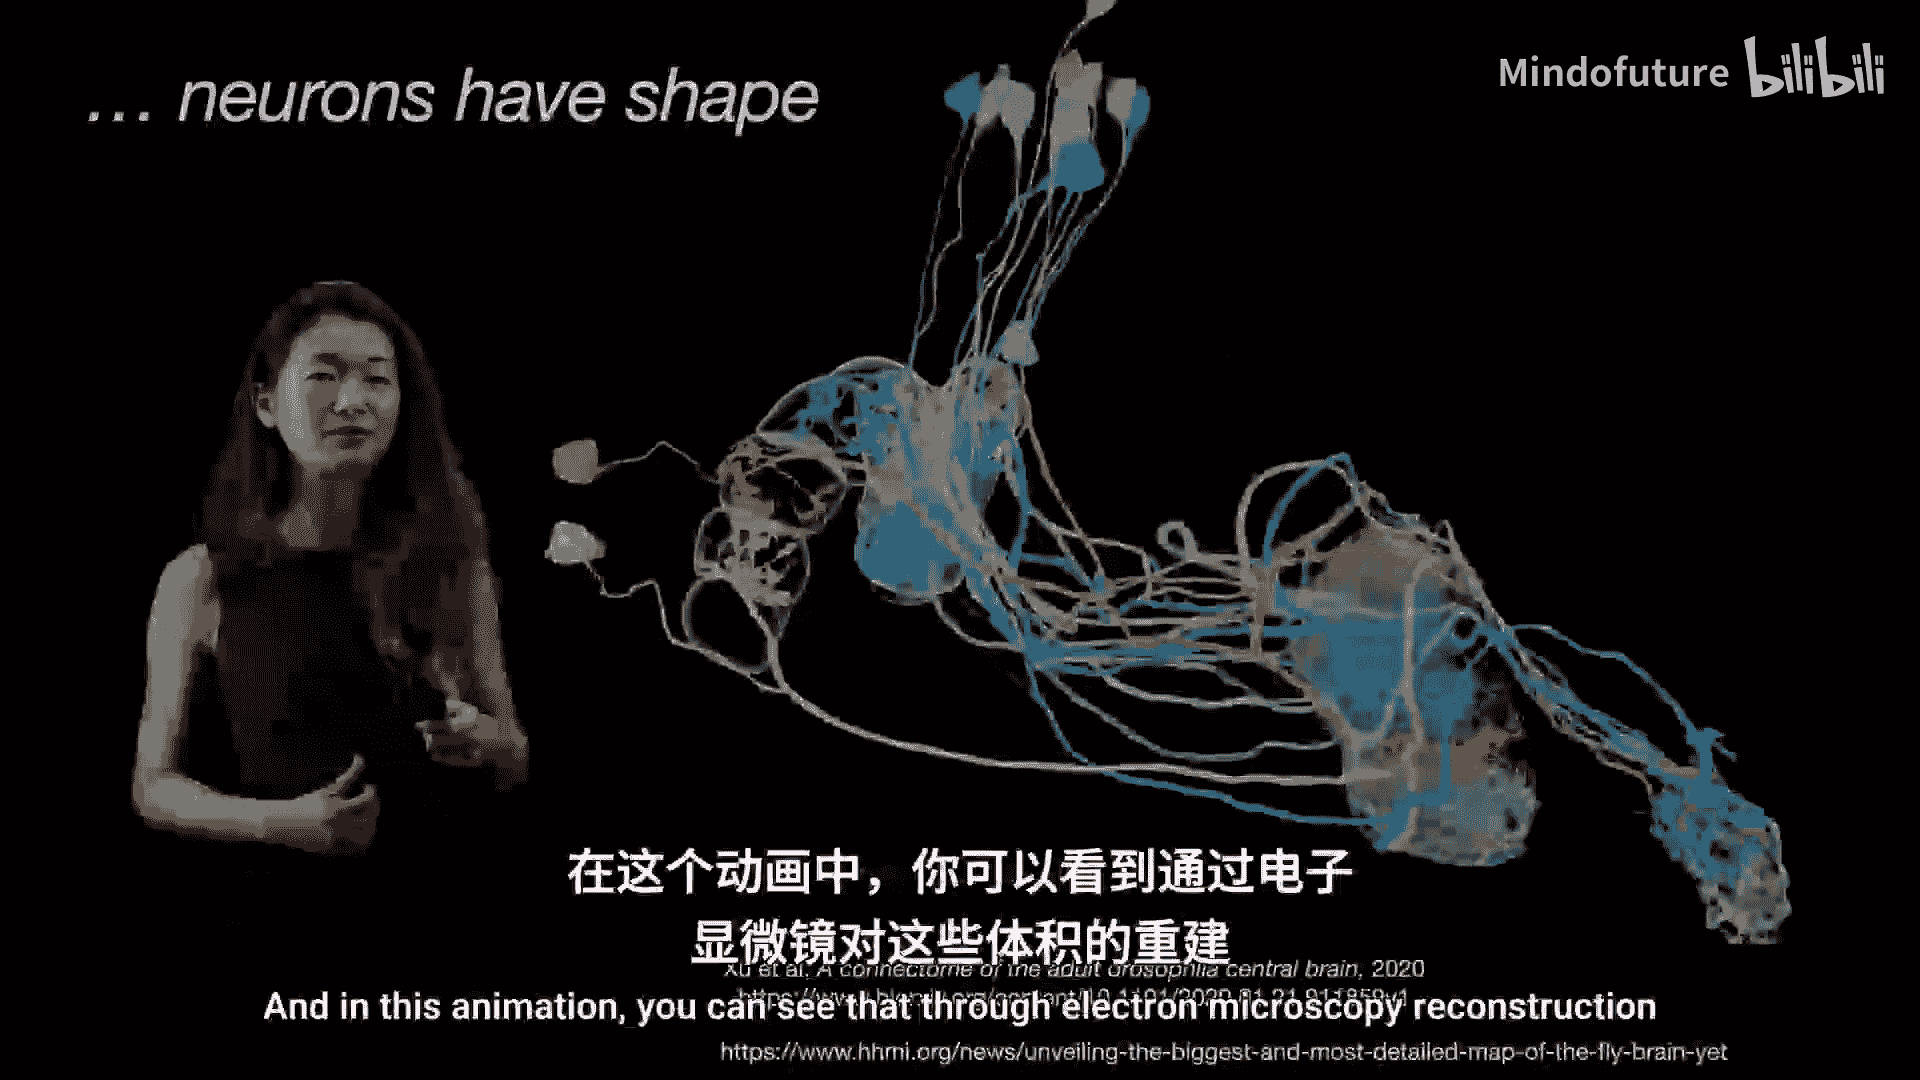 ... neurons have shape
Mindofuture bilibili
在这个动画中，你可以看到通过电子
显微镜对这些体积的重建
Xu et al. A connectome of the adult drosophila central brain, 2020
And in this animation, you can see that through electron microscopy reconstruction
https://www.hhmi.org/news/unveiling-the-biggest-and-most-detailed-map-of-the-fly-brain-yet